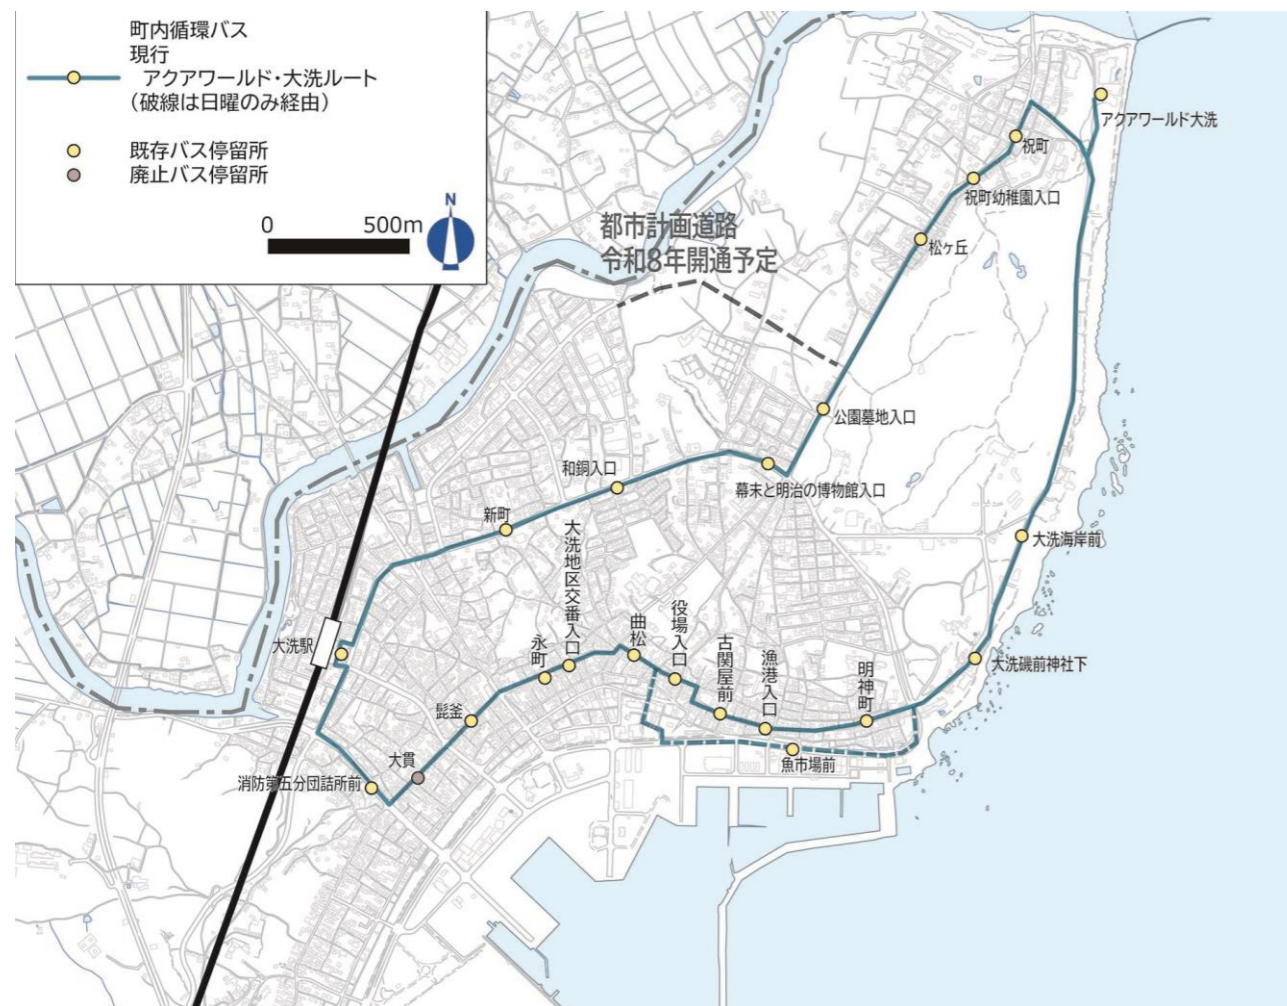 町内循環バス
現行
アクアワールド・大洗ルート
（破線は日曜のみ経由）
既存バス停留所
廃止バス停留所
0 500m
N
アクアワールド大洗
祝町
祝町幼稚園入口
都市計画道路
令和8年開通予定
松ヶ丘
公園墓地入口
和銅入口
幕末と明治の博物館入口
新町
大洗海岸前
大洗地区交番入口
大洗駅
永町
曲松
役場入口
古関屋前
漁港入口
明神町
大洗磯前神社下
髭釜
大貫
魚市場前
消防第五分団詰所前